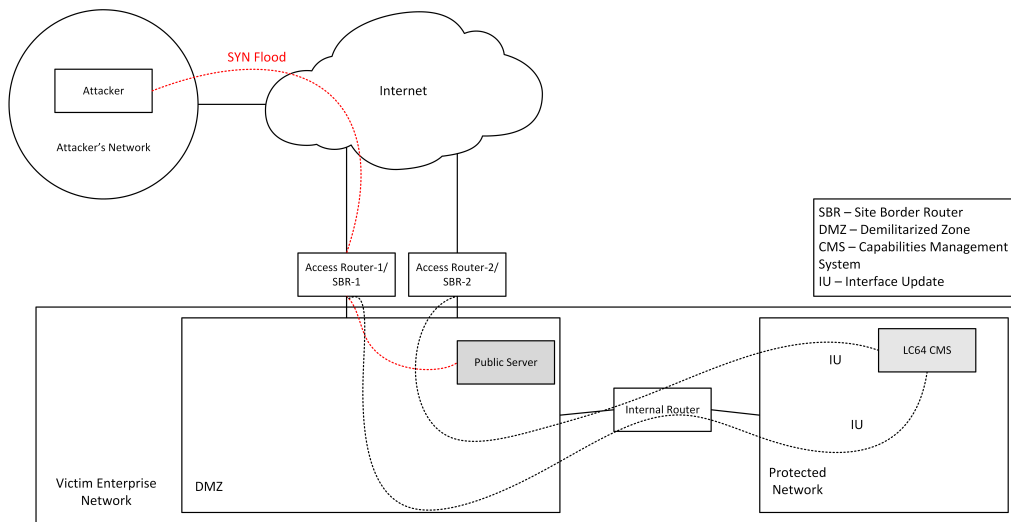 SYN Flood
Attacker
Attacker’s Network
Internet
SBR – Site Border Router
DMZ – Demilitarized Zone
CMS – Capabilities Management
System
IU – Interface Update
Access Router-1/
SBR-1
Access Router-2/
SBR-2
Public Server
IU
LC64 CMS
Internal Router
IU
Victim Enterprise
Network
DMZ
Protected
Network